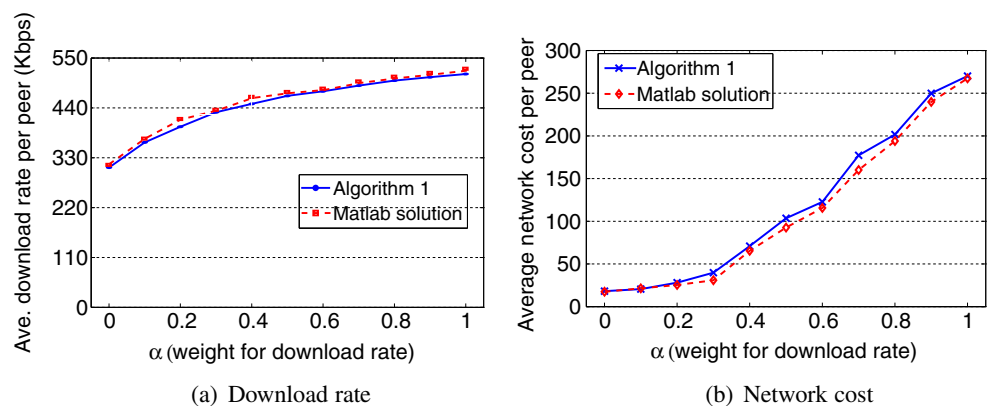 Ave. download rate per peer (Kbps)
550
440
330
220
110
0
0
0.2
0.4
0.6
0.8
1
Algorithm 1
Matlab solution
α (weight for download rate)
(a) Download rate
Average network cost per peer
300
250
200
150
100
50
0
0
0.2
0.4
0.6
0.8
1
Algorithm 1
Matlab solution
α (weight for download rate)
(b) Network cost